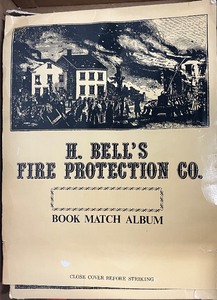 H. BELL'S
FIRE PROTECTION CO.
BOOK MATCH ALBUM
CLOSE COVER BEFORE STRIKING